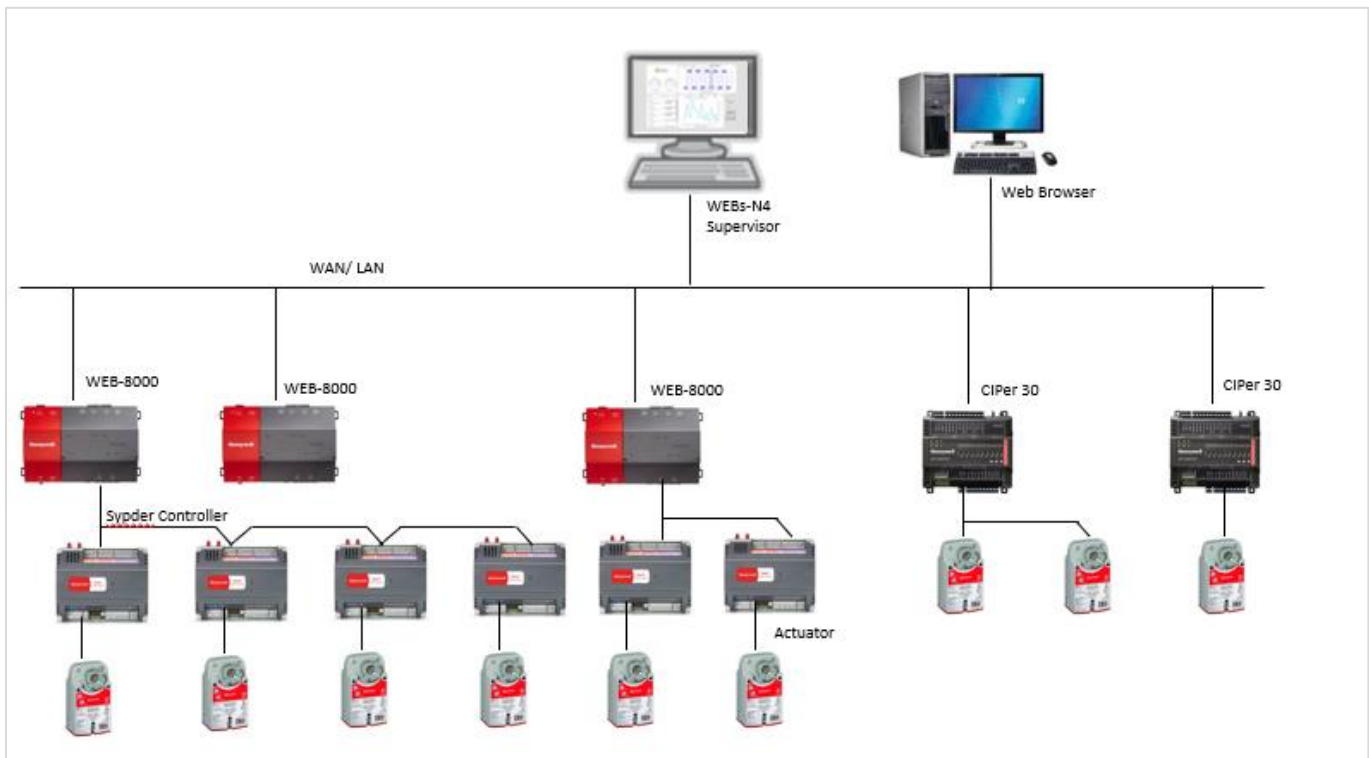 WEBs-N4
Supervisor
Web Browser
WAN/ LAN
WEB-8000
WEB-8000
WEB-8000
CIPer 30
CIPer 30
Sypder Controller
Actuator